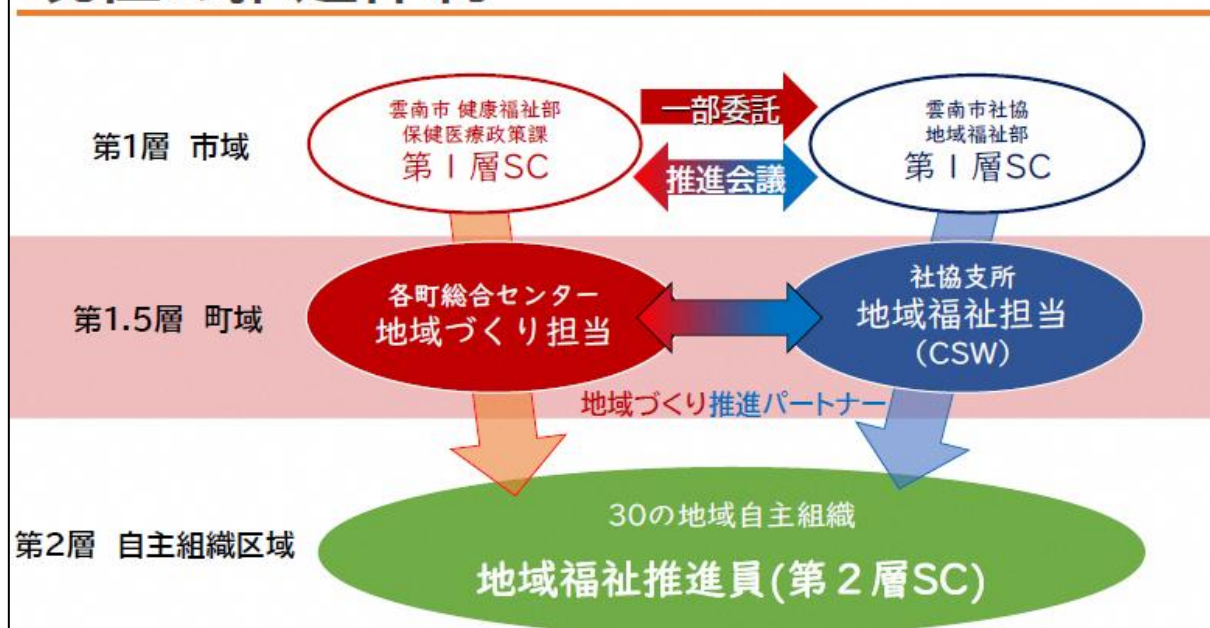 第1層 市域
雲南市 健康福祉部
保健医療政策課
第1層SC
一部委託
推進会議
雲南市社協
地域福祉部
第1層SC
第1.5層 町域
各町総合センター
地域づくり担当
社協支所
地域福祉担当
(CSW)
地域づくり推進パートナー
第2層 自主組織区域
30の地域自主組織
地域福祉推進員(第2層SC)